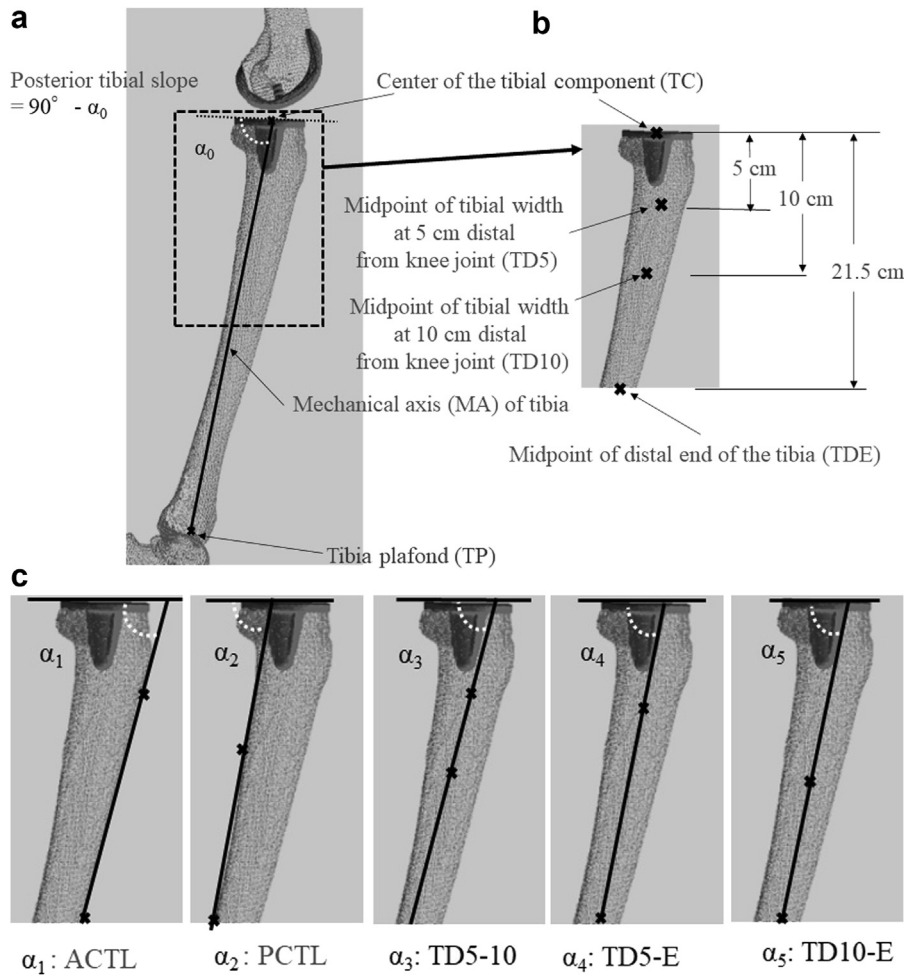 a
b
Posterior tibial slope
= 90° - α0
Center of the tibial component (TC)
α0
5 cm
10 cm
21.5 cm
Midpoint of tibial width
at 5 cm distal
from knee joint (TD5)
Midpoint of tibial width
at 10 cm distal
from knee joint (TD10)
Mechanical axis (MA) of tibia
Midpoint of distal end of the tibia (TDE)
Tibia plafond (TP)
c
α1
α2
α3
α4
α5
α1: ACTL
α2: PCTL
α3: TD5-10
α4: TD5-E
α5: TD10-E